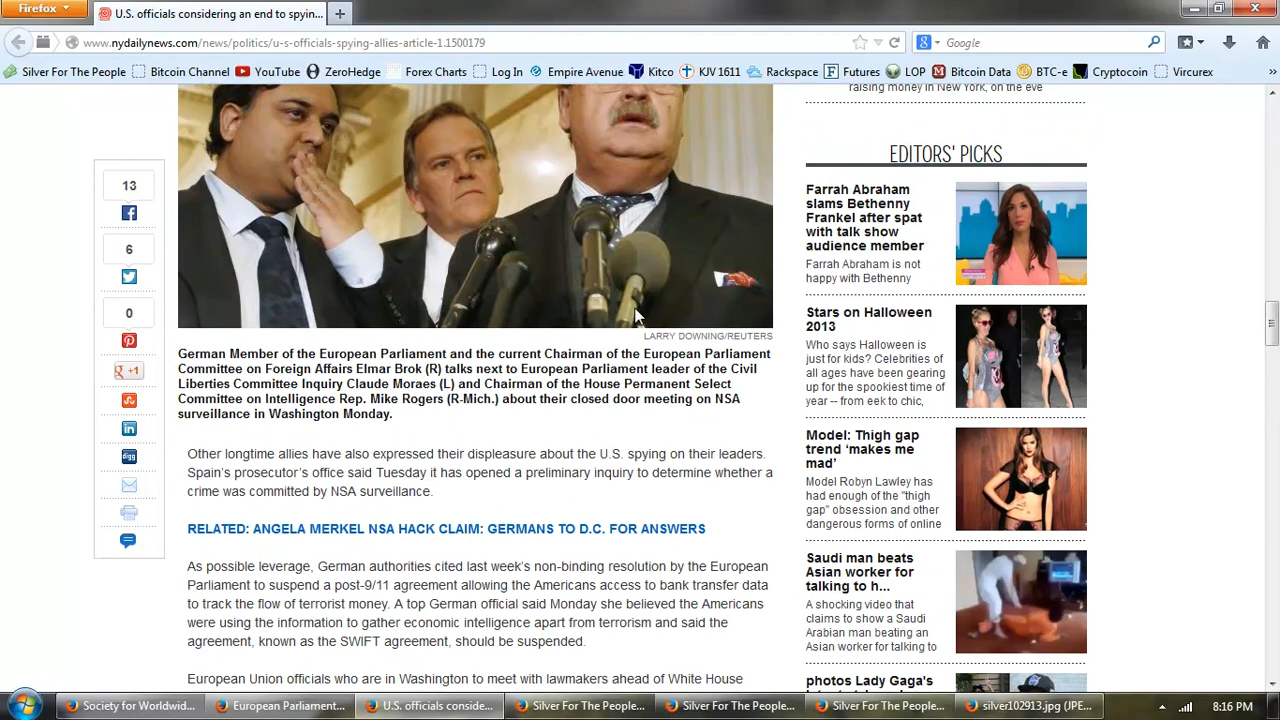 Firefox
U.S. officials considering an end to spyin...
www.nydailynews.com/news/politics/u-s-officials-spying-allies-article-1.1500179
Google
Silver For The People
Bitcoin Channel
YouTube
ZeroHedge
Forex Charts
Log In
Empire Avenue
Kitco
KJV 1611
Rackspace
Futures
LOP
Bitcoin Data
BTC-e
Cryptocoin
Vircurex
»
raising money in New York, on the eve
13
6
0
+1
LARRY DOWNING/REUTERS
German Member of the European Parliament and the current Chairman of the European Parliament
Committee on Foreign Affairs Elmar Brok (R) talks next to European Parliament leader of the Civil
Liberties Committee Inquiry Claude Moraes (L) and Chairman of the House Permanent Select
Committee on Intelligence Rep. Mike Rogers (R-Mich.) about their closed door meeting on NSA
surveillance in Washington Monday.
Other longtime allies have also expressed their displeasure about the U.S. spying on their leaders.
Spain's prosecutor's office said Tuesday it has opened a preliminary inquiry to determine whether a
crime was committed by NSA surveillance.
RELATED: ANGELA MERKEL NSA HACK CLAIM: GERMANS TO D.C. FOR ANSWERS
As possible leverage, German authorities cited last week's non-binding resolution by the European
Parliament to suspend a post-9/11 agreement allowing the Americans access to bank transfer data
to track the flow of terrorist money. A top German official said Monday she believed the Americans
were using the information to gather economic intelligence apart from terrorism and said the
agreement, known as the SWIFT agreement, should be suspended.
European Union officials who are in Washington to meet with lawmakers ahead of White House
EDITORS' PICKS
Farrah Abraham
slams Bethenny
Frankel after spat
with talk show
audience member
Farrah Abraham is not
happy with Bethenny
Stars on Halloween
2013
Who says Halloween is
just for kids? Celebrities of
all ages have been gearing
up for the spookiest time of
year -- from eek to chic,
Model: Thigh gap
trend ‘makes me
mad’
Model Robyn Lawley has
had enough of the "thigh
gap" obsession and other
dangerous forms of online
Saudi man beats
Asian worker for
talking to h...
A shocking video that
claims to show a Saudi
Arabian man beating an
Asian worker for talking to
photos Lady Gaga's
Society for Worldwid...
European Parliament...
U.S. officials conside...
Silver For The People...
Silver For The People...
Silver For The People...
silver102913.jpg (JPE...
8:16 PM